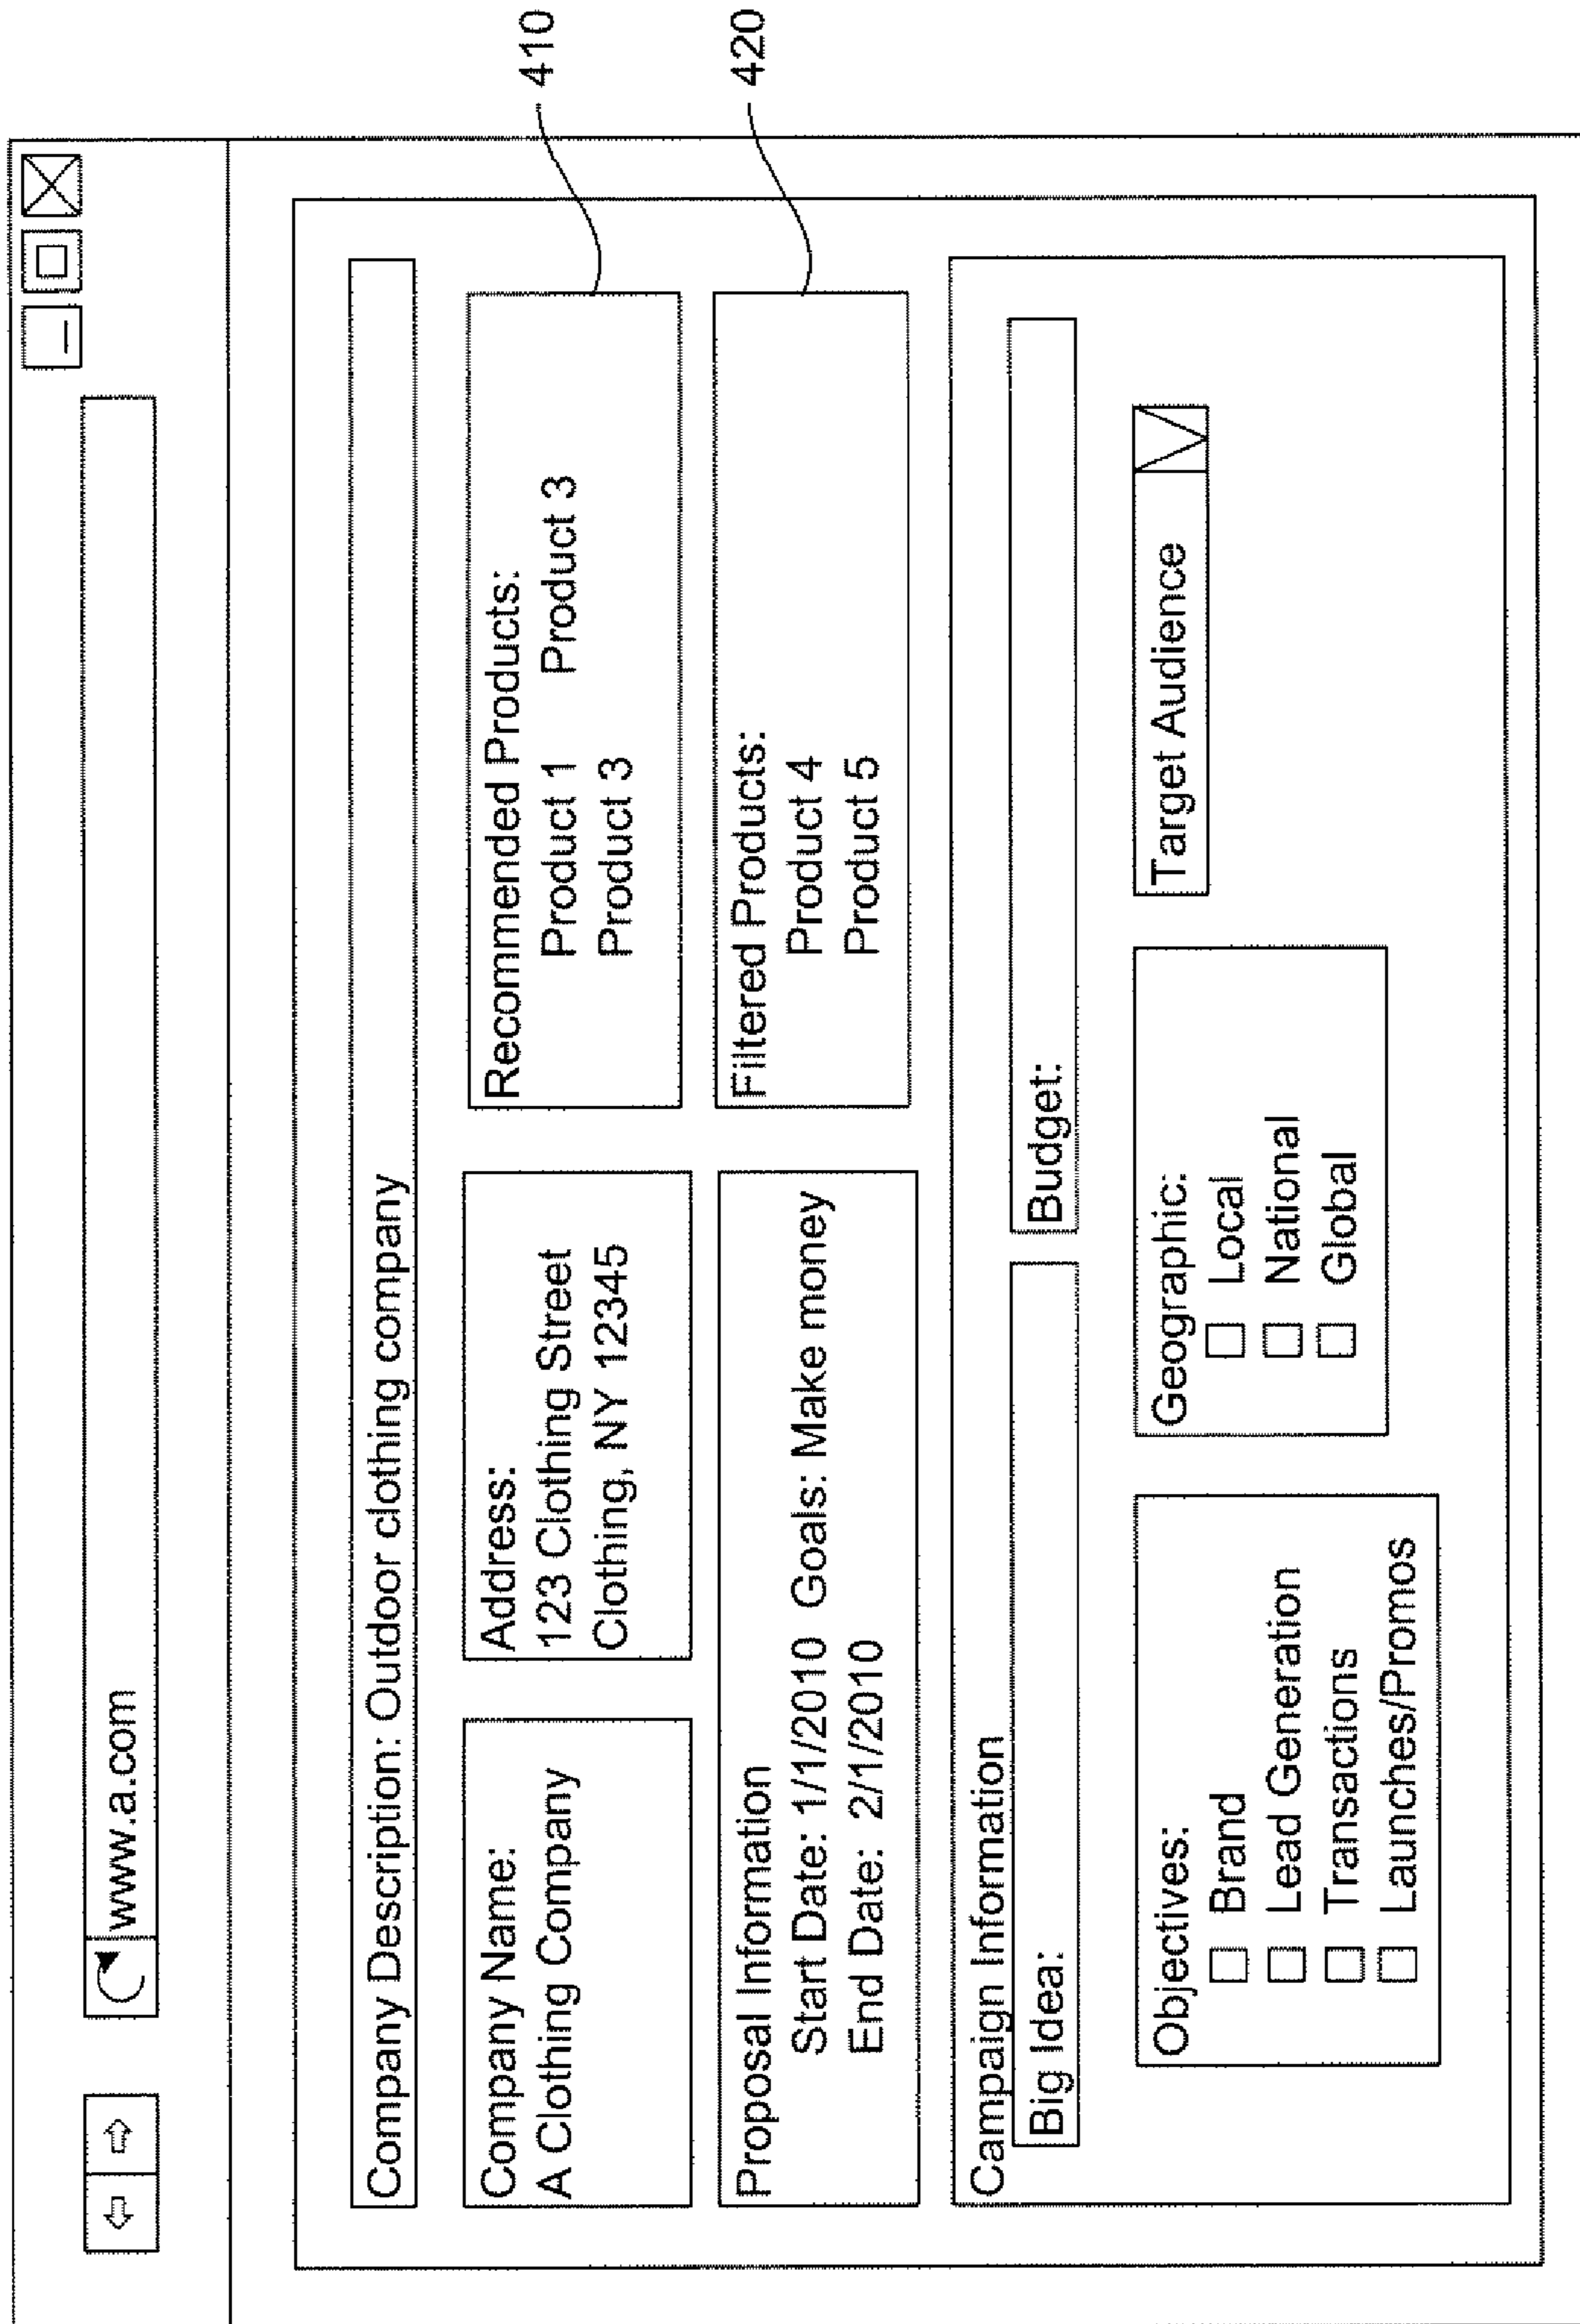 www.a.com
Company Description: Outdoor clothing company
Company Name:
A Clothing Company
Address:
123 Clothing Street
Clothing, NY 12345
Recommended Products:
Product 1 Product 3
Product 3
410
Proposal Information
Start Date: 1/1/2010 Goals: Make money
End Date: 2/1/2010
Filtered Products:
Product 4
Product 5
420
Campaign Information
Big Idea:
Budget:
Objectives:
Brand
Lead Generation
Transactions
Launches/Promos
Geographic:
Local
National
Global
Target Audience